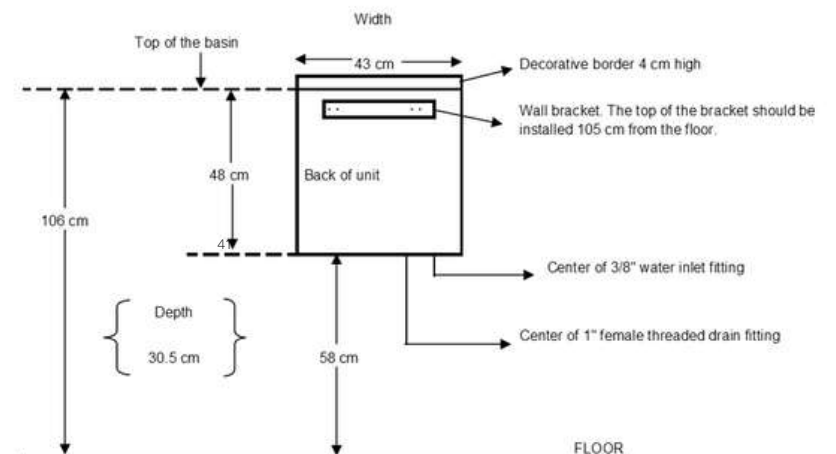 Width
Top of the basin
43 cm
Decorative border 4 cm high
Wall bracket. The top of the bracket should be
installed 105 cm from the floor.
48 cm
Back of unit
106 cm
Center of 3/8" water inlet fitting
Depth
30.5 cm
Center of 1" female threaded drain fitting
58 cm
FLOOR